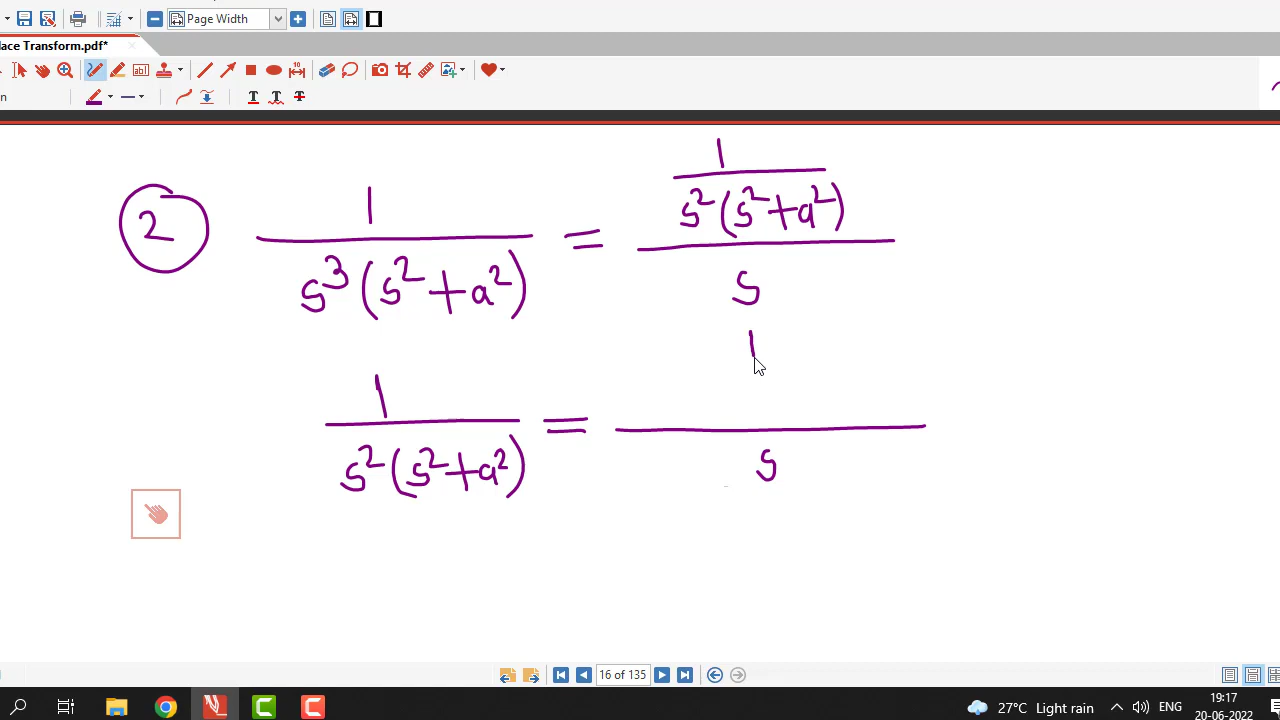 Page Width
lace Transform.pdf*
2 1/(s³(s²+a²)) = (1/(s²(s²+a²)))/s
1/(s²(s²+a²)) = 1/s
16 of 135
27°C Light rain ENG 19:17
20-06-2022